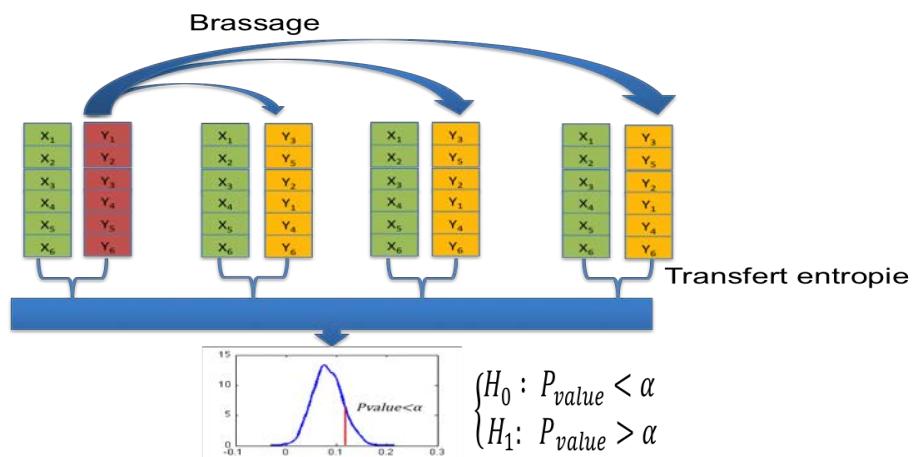 Brassage
X1 Y1 X1 Y3 X1 Y3 X1 Y3
X2 Y2 X2 Y5 X2 Y5 X2 Y5
X3 Y3 X3 Y2 X3 Y2 X3 Y2
X4 Y4 X4 Y1 X4 Y1 X4 Y1
X5 Y5 X5 Y4 X5 Y4 X5 Y4
X6 Y6 X6 Y6 X6 Y6 X6 Y6
Transfert entropie
15
10
5
0
Pvalue<α
-0.1 0 0.1 0.2 0.3
H0 : Pvalue < α
H1: Pvalue > α